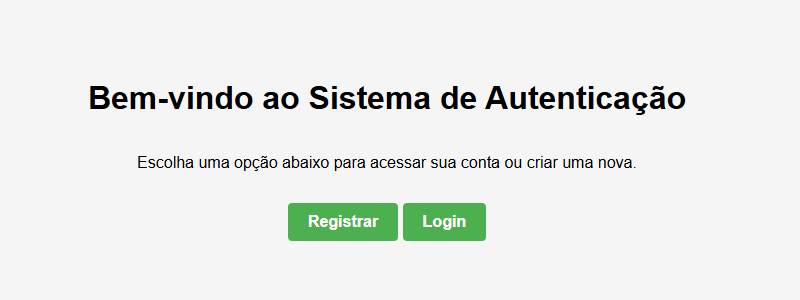 Bem-vindo ao Sistema de Autenticação
Escolha uma opção abaixo para acessar sua conta ou criar uma nova.
Registrar Login